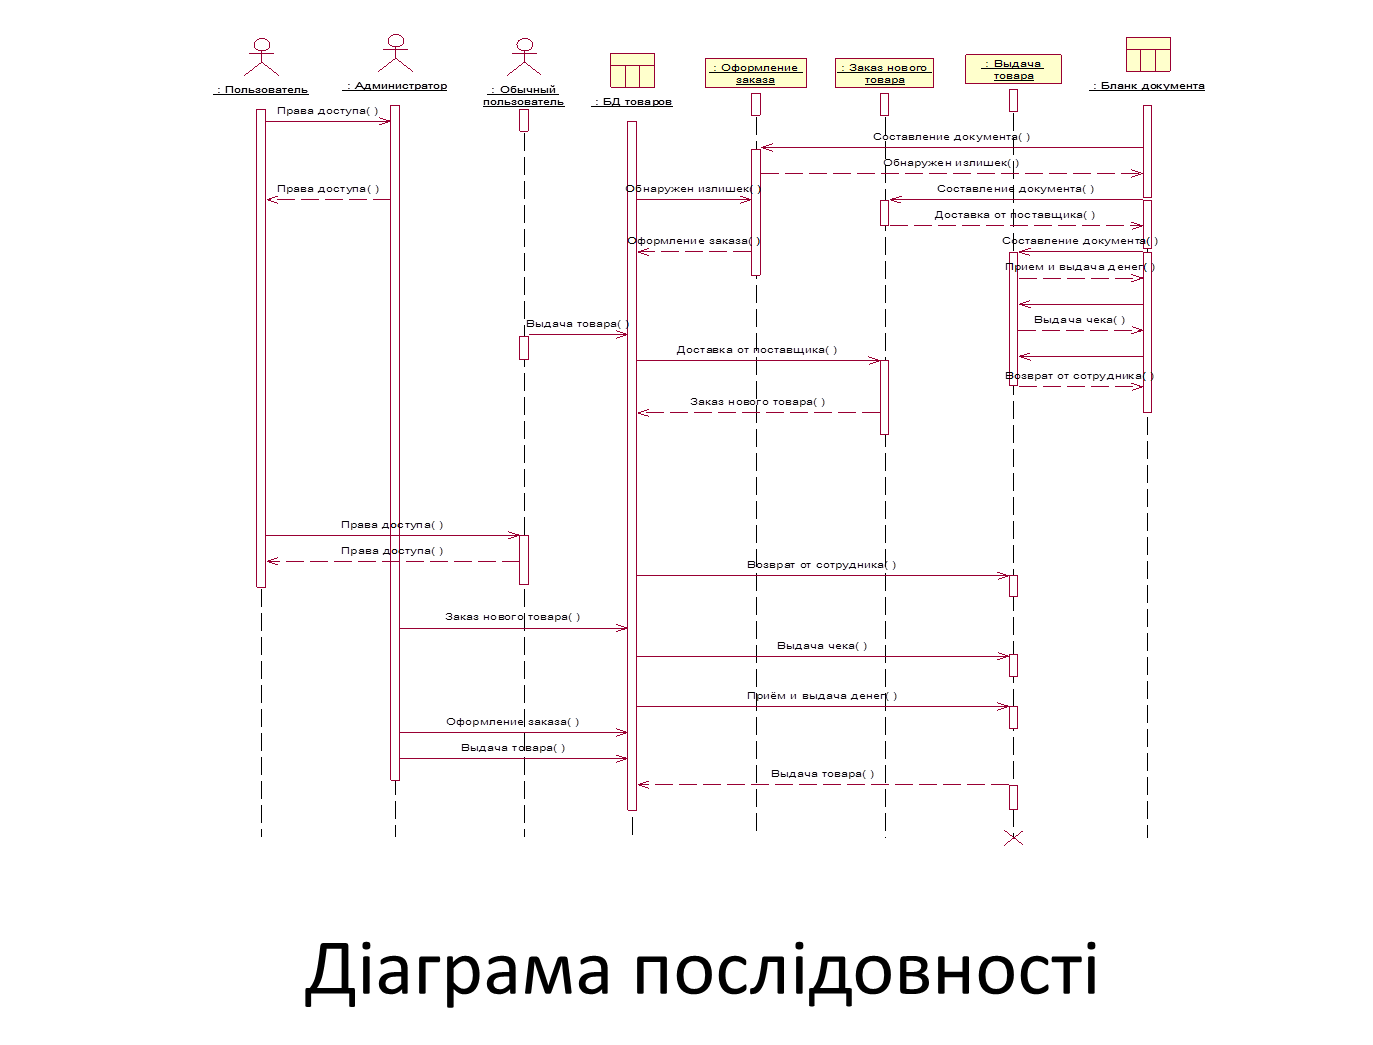 : Пользователь
: Администратор
: Обычный
пользователь
: БД товаров
: Оформление
заказа
: Заказ нового
товара
: Выдача
товара
: Бланк документа
Права доступа( )
Составление документа( )
Обнаружен излишек( )
Права доступа( )
Обнаружен излишек( )
Составление документа( )
Доставка от поставщика( )
Оформление заказа( )
Составление документа( )
Прием и выдача денег( )
Выдача товара( )
Выдача чека( )
Доставка от поставщика( )
Возврат от сотрудника( )
Заказ нового товара( )
Права доступа( )
Права доступа( )
Возврат от сотрудника( )
Заказ нового товара( )
Выдача чека( )
Приём и выдача денег( )
Оформление заказа( )
Выдача товара( )
Выдача товара( )
Діаграма послідовності